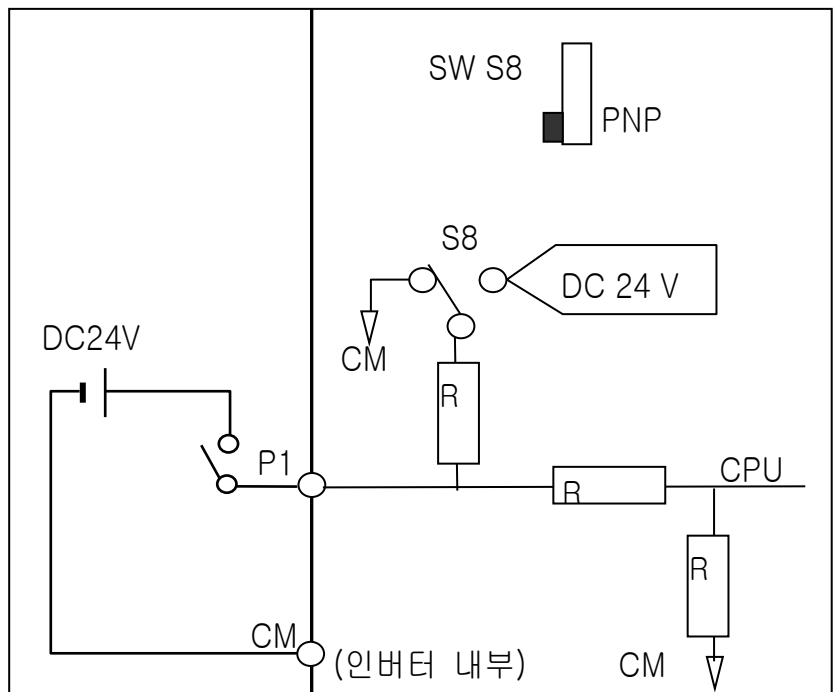 SW S8
PNP
S8
DC 24 V
CM
DC24V
R
P1
R
CPU
R
CM
(인버터 내부)
CM